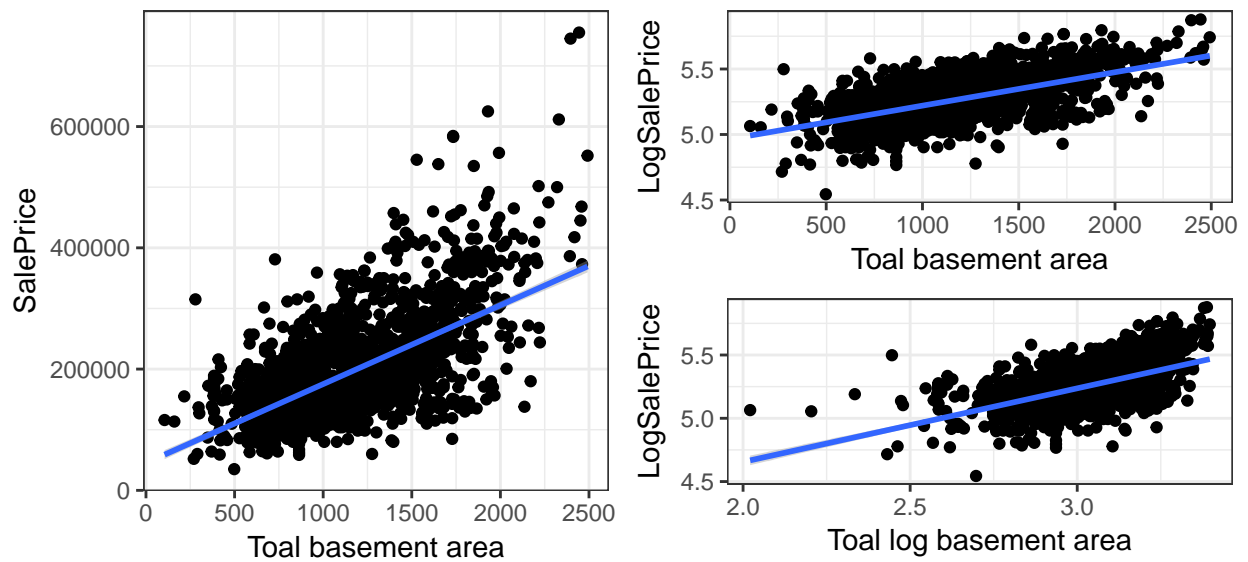 SalePrice
600000
400000
200000
0
0 500 1000 1500 2000 2500
Toal basement area
LogSalePrice
5.5
5.0
4.5
0 500 1000 1500 2000 2500
Toal basement area
LogSalePrice
5.5
5.0
4.5
2.0 2.5 3.0
Toal log basement area